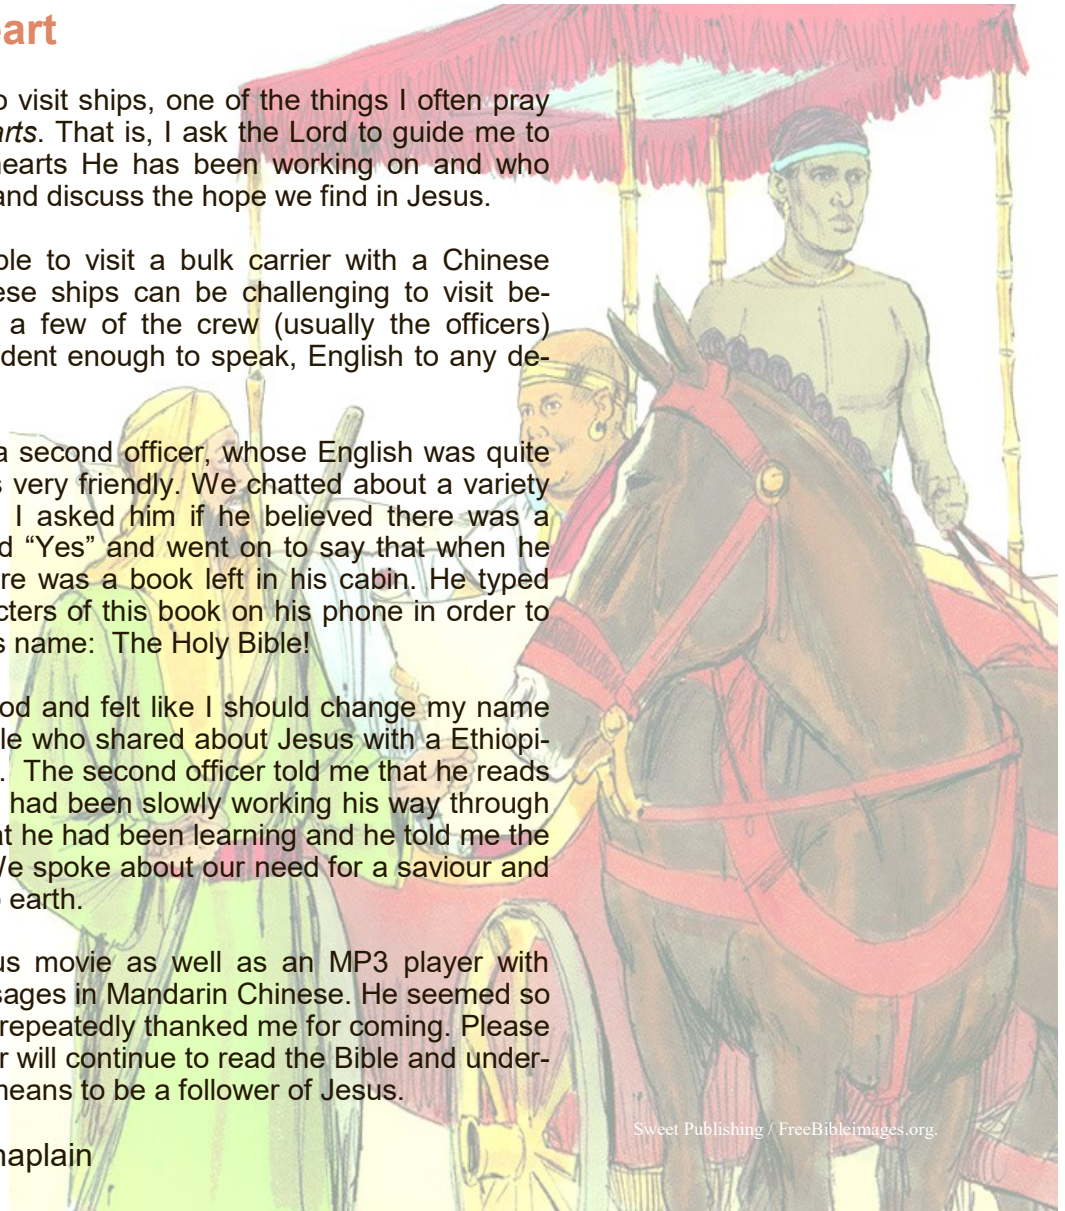 art
o visit ships, one of the things I often pray
arts. That is, I ask the Lord to guide me to
hearts He has been working on and who
and discuss the hope we find in Jesus.
ble to visit a bulk carrier with a Chinese
ese ships can be challenging to visit be-
a few of the crew (usually the officers)
dent enough to speak, English to any de-
a second officer, whose English was quite
s very friendly. We chatted about a variety
I asked him if he believed there was a
d “Yes” and went on to say that when he
re was a book left in his cabin. He typed
cters of this book on his phone in order to
s name:  The Holy Bible!
od and felt like I should change my name
le who shared about Jesus with a Ethiopi-
.  The second officer told me that he reads
had been slowly working his way through
at he had been learning and he told me the
We spoke about our need for a saviour and
o earth.
us movie as well as an MP3 player with
sages in Mandarin Chinese. He seemed so
repeatedly thanked me for coming. Please
r will continue to read the Bible and under-
means to be a follower of Jesus.
haplain
Sweet Publishing / FreeBibleimages.org.